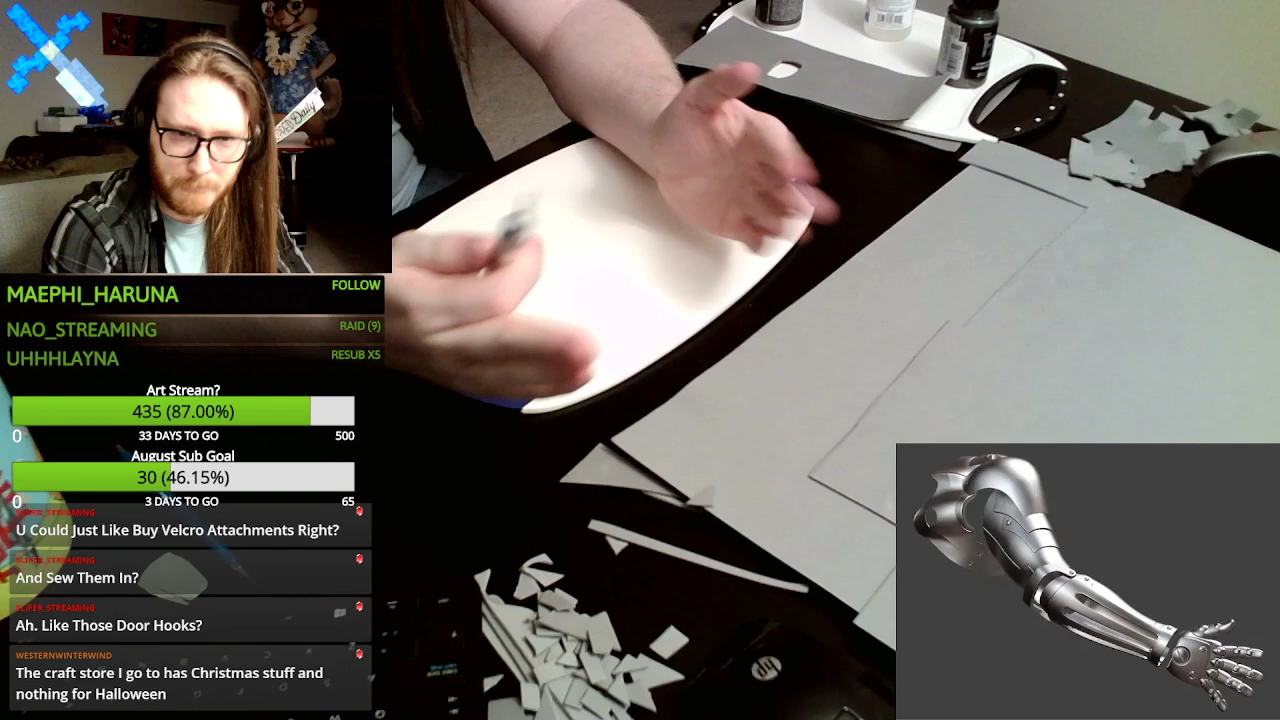 Daily
MAEPHI_HARUNA FOLLOW
NAO_STREAMING RAID (9)
UHHHLAYNA RESUB X5
Art Stream?
435 (87.00%)
0 33 DAYS TO GO 500
August Sub Goal
30 (46.15%)
0 3 DAYS TO GO 65
U Could Just Like Buy Velcro Attachments Right?
And Sew Them In?
SLIFER_STREAMING
Ah. Like Those Door Hooks?
WESTERNWINTERWIND
The craft store I go to has Christmas stuff and
nothing for Halloween
hp